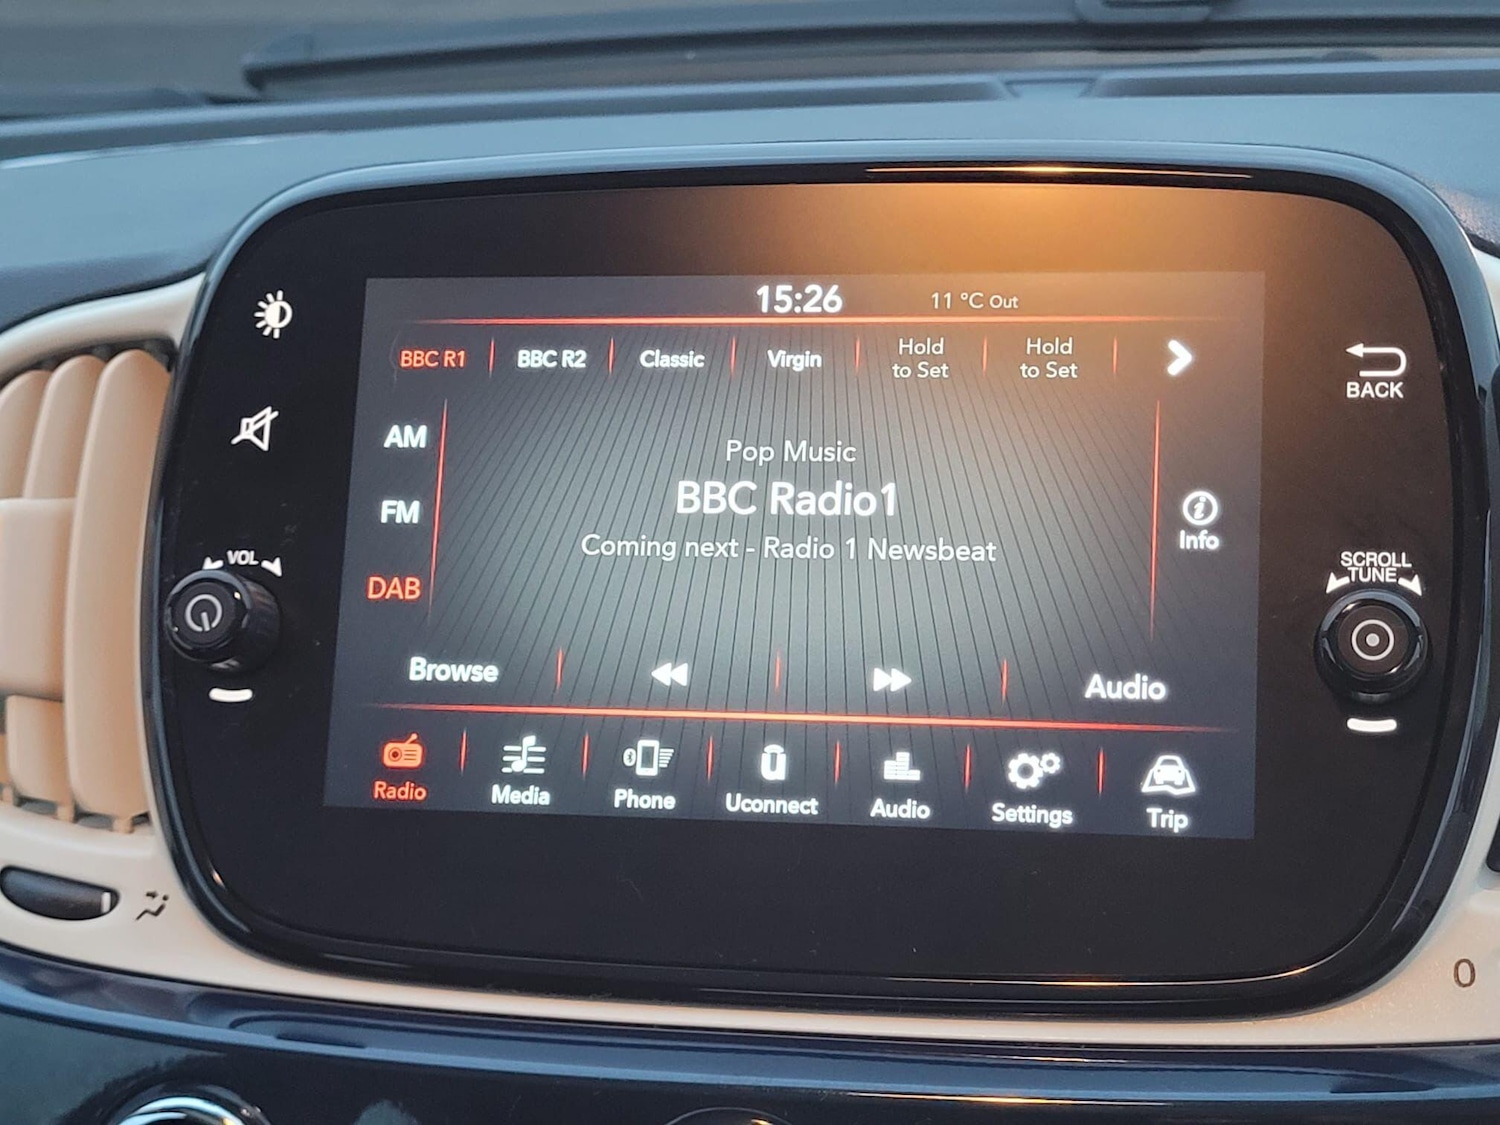 15:26
11 °C Out
BBC R1
BBC R2
Classic
Virgin
Hold
to Set
Hold
to Set
BACK
AM
FM
DAB
Pop Music
BBC Radio1
Coming next - Radio 1 Newsbeat
Info
VOL
SCROLL
TUNE
Browse
Audio
Radio
Media
Phone
Uconnect
Audio
Settings
Trip
0